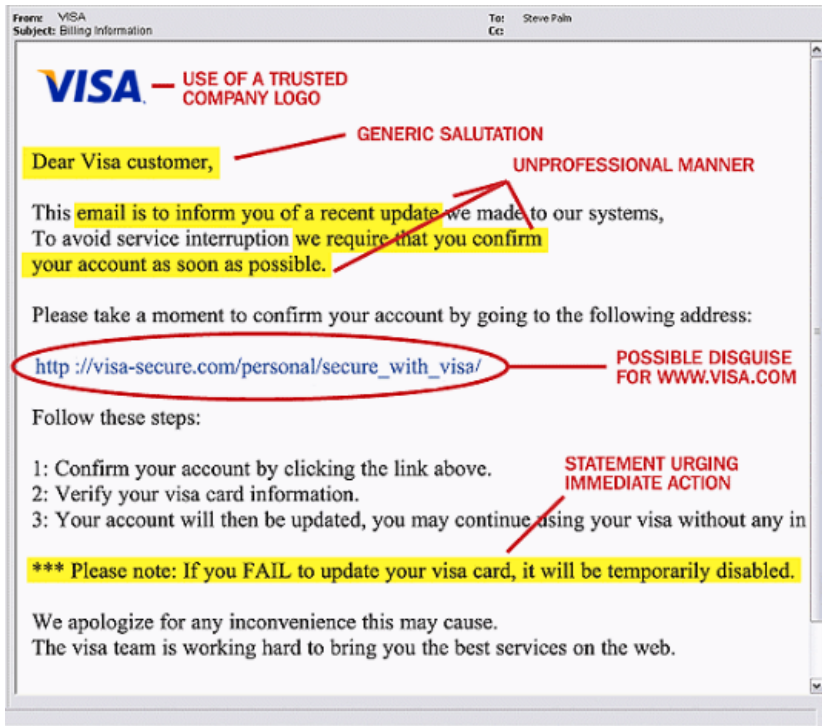 From: VISA To: Steve Palm
Subject: Billing Information Cc:
VISA USE OF A TRUSTED
COMPANY LOGO
GENERIC SALUTATION
Dear Visa customer,
UNPROFESSIONAL MANNER
This email is to inform you of a recent update we made to our systems,
To avoid service interruption we require that you confirm
your account as soon as possible.
Please take a moment to confirm your account by going to the following address:
http ://visa-secure.com/personal/secure_with_visa/
POSSIBLE DISGUISE
FOR WWW.VISA.COM
Follow these steps:
1: Confirm your account by clicking the link above.
STATEMENT URGING
IMMEDIATE ACTION
2: Verify your visa card information.
3: Your account will then be updated, you may continue using your visa without any in
*** Please note: If you FAIL to update your visa card, it will be temporarily disabled.
We apologize for any inconvenience this may cause.
The visa team is working hard to bring you the best services on the web.